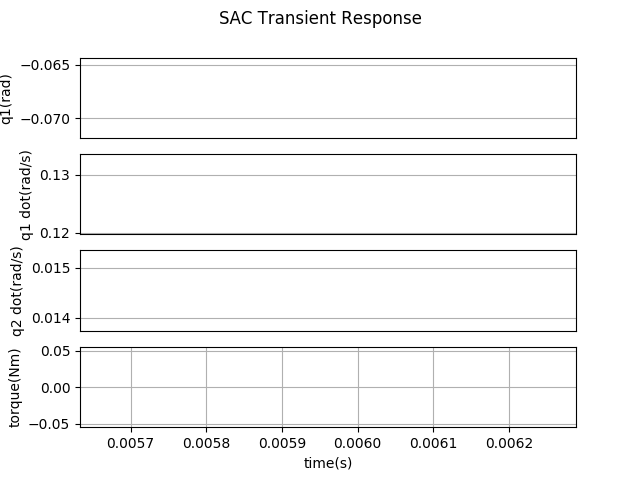 SAC Transient Response
q1(rad)
−0.065
−0.070
q1 dot(rad/s)
0.13
0.12
q2 dot(rad/s)
0.015
0.014
torque(Nm)
0.05
0.00
−0.05
0.0057 0.0058 0.0059 0.0060 0.0061 0.0062
time(s)